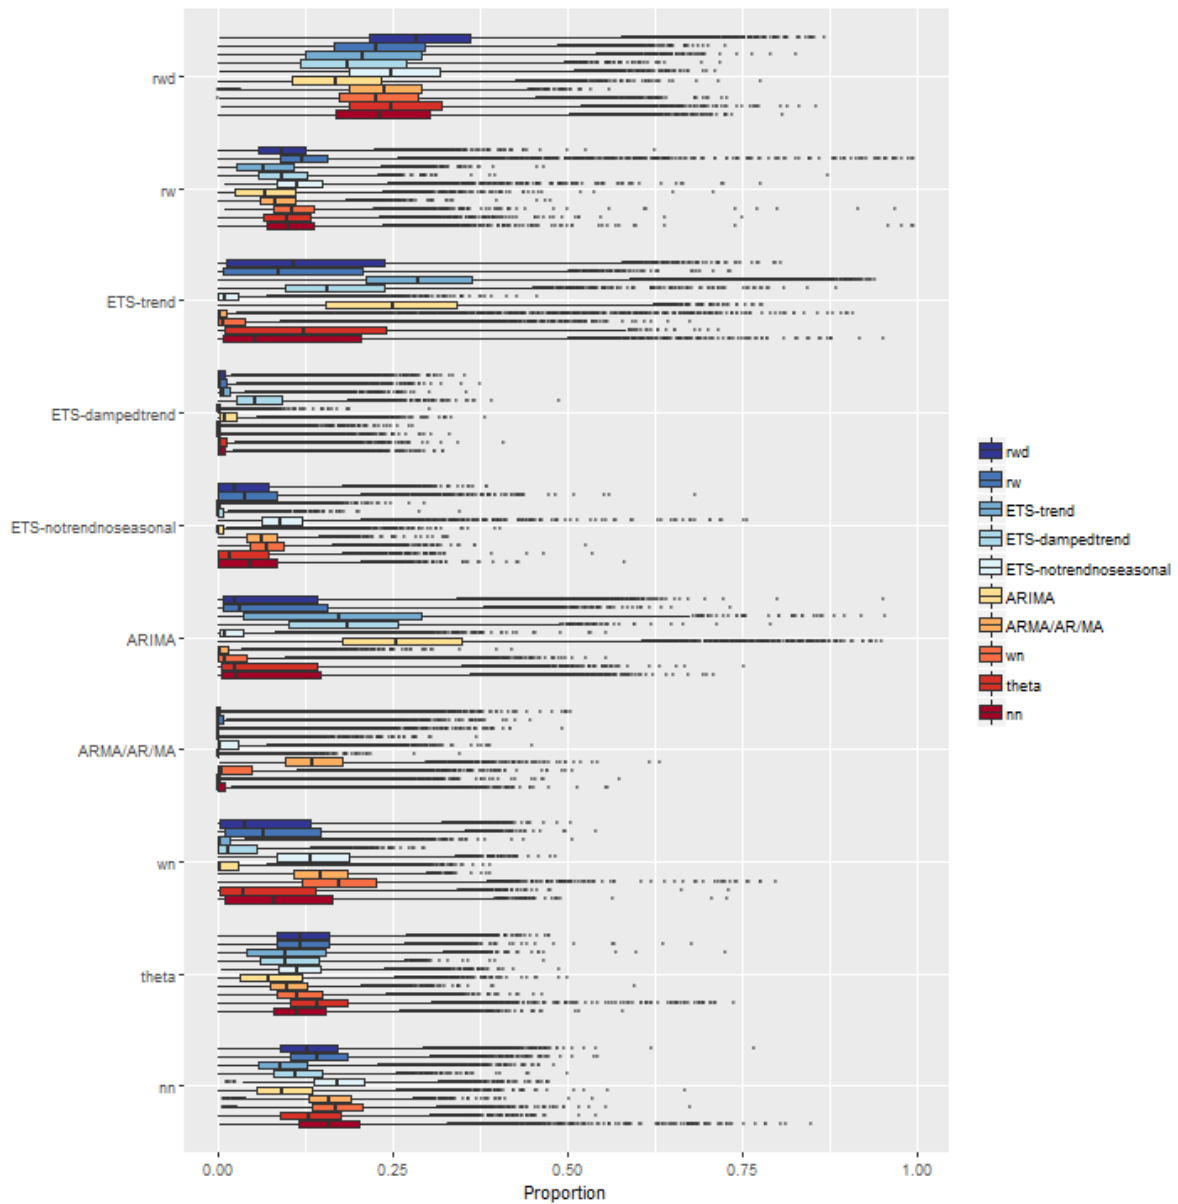 rwd
rw
ETS-trend
ETS-dampedtrend
ETS-notrendnoseasonal
ARIMA
ARMA/AR/MA
wn
theta
nn
0.00 0.25 0.50 0.75 1.00
Proportion
rwd
rw
ETS-trend
ETS-dampedtrend
ETS-notrendnoseasonal
ARIMA
ARMA/AR/MA
wn
theta
nn